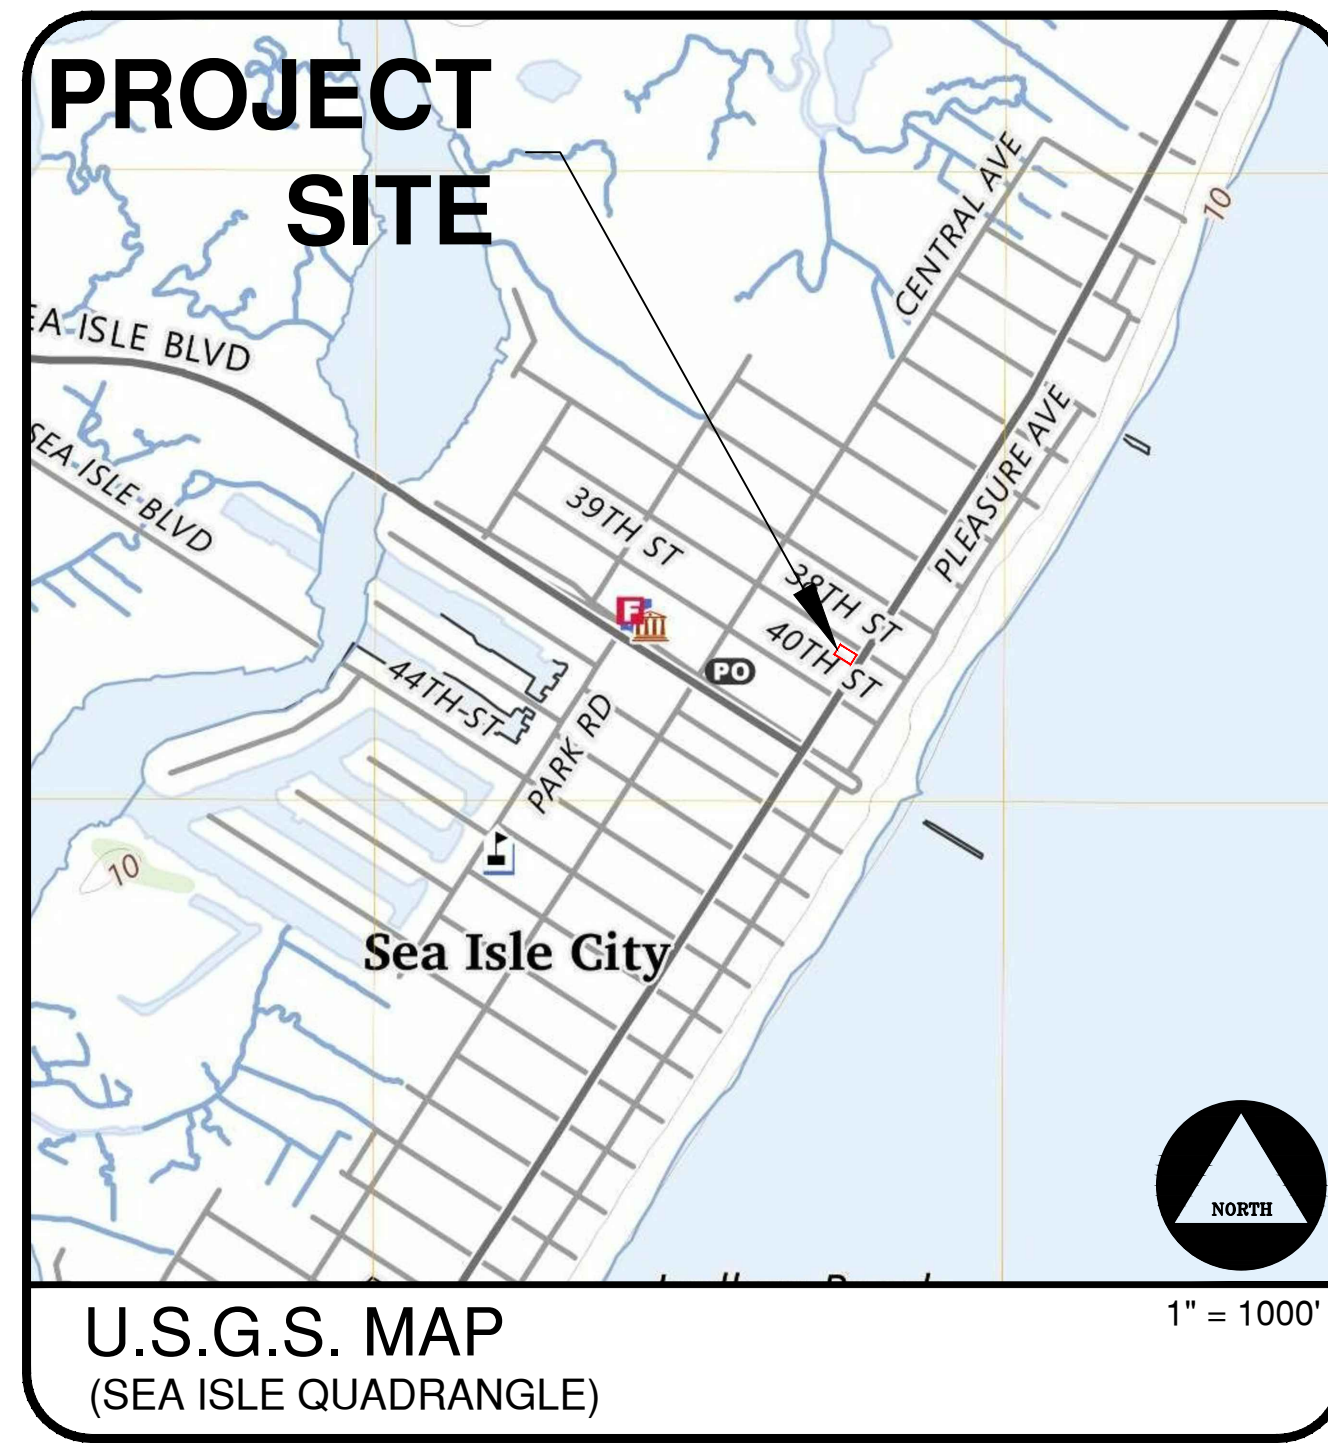 PROJECT
SITE
CENTRAL AVE
10
EA ISLE BLVD
PLEASURE AVE
SEA ISLE BLVD
39TH ST
38TH ST
F
40TH ST
PO
44TH ST
PARK RD
10
Sea Isle City
NORTH
U.S.G.S. MAP
1" = 1000'
(SEA ISLE QUADRANGLE)